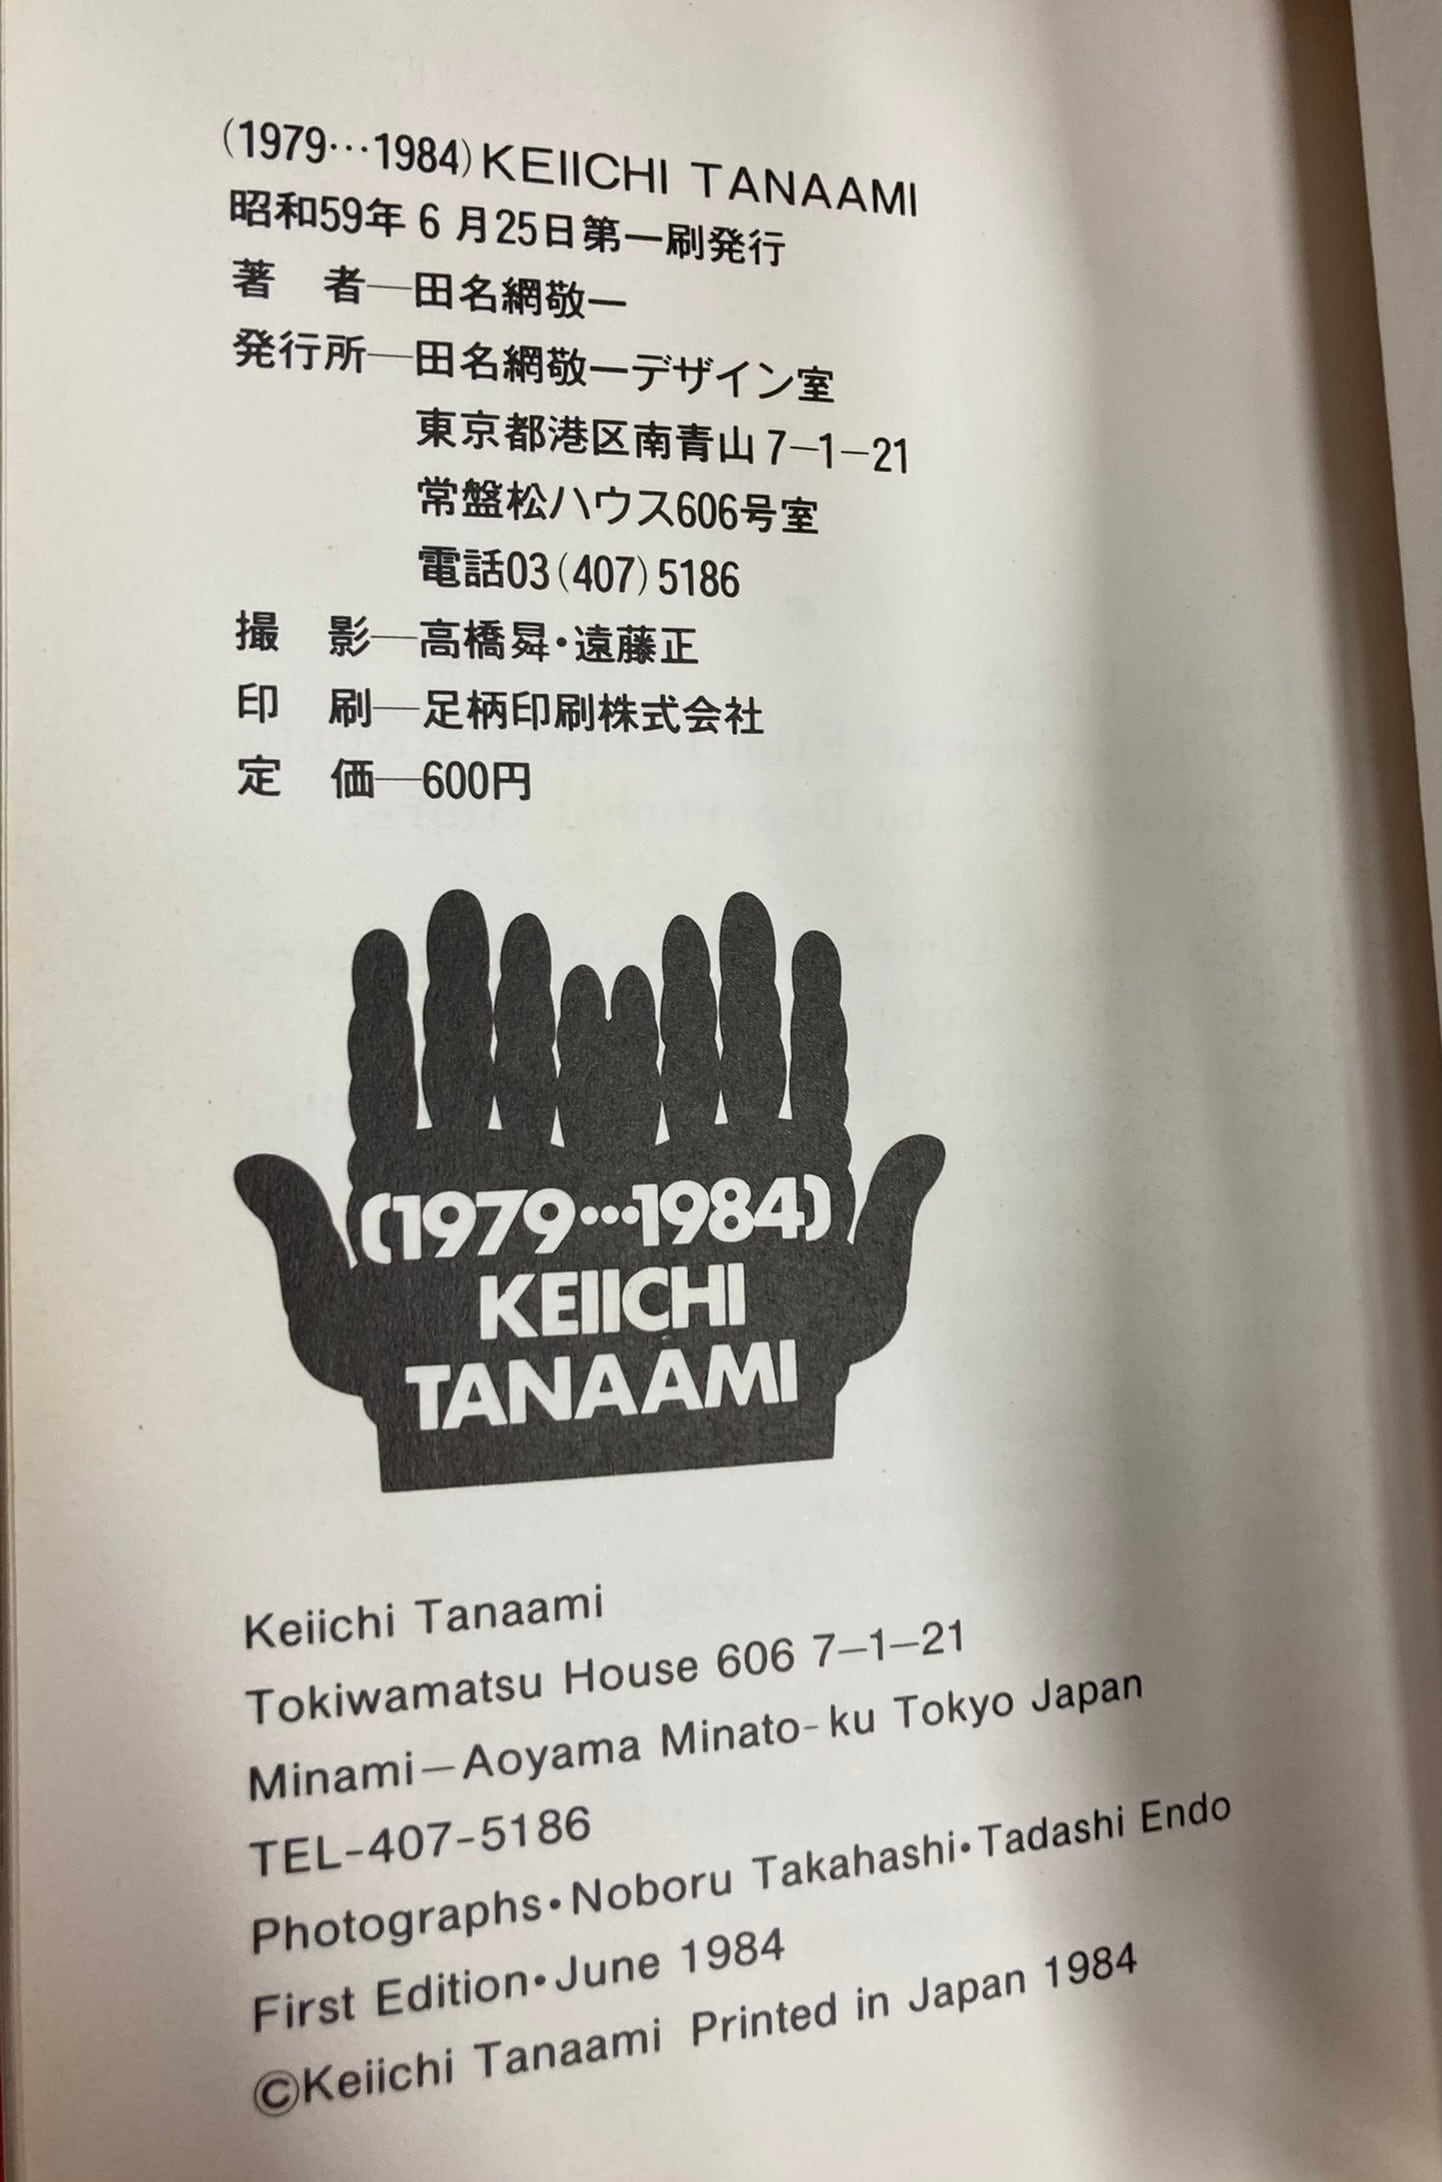 (1979…1984)KEIICHI TANAAMI
昭和59年6月25日第一刷発行
著　者—田名網敬一
発行所—田名網敬一デザイン室
東京都港区南青山7-1-21
常盤松ハウス606号室
電話03(407)5186
撮　影—高橋曻・遠藤正
印　刷—足柄印刷株式会社
定　価—600円
(1979…1984)
KEIICHI
TANAAMI
Keiichi Tanaami
Tokiwamatsu House 606 7-1-21
Minami-Aoyama Minato-ku Tokyo Japan
TEL-407-5186
Photographs・Noboru Takahashi・Tadashi Endo
First Edition・June 1984
©Keiichi Tanaami Printed in Japan 1984